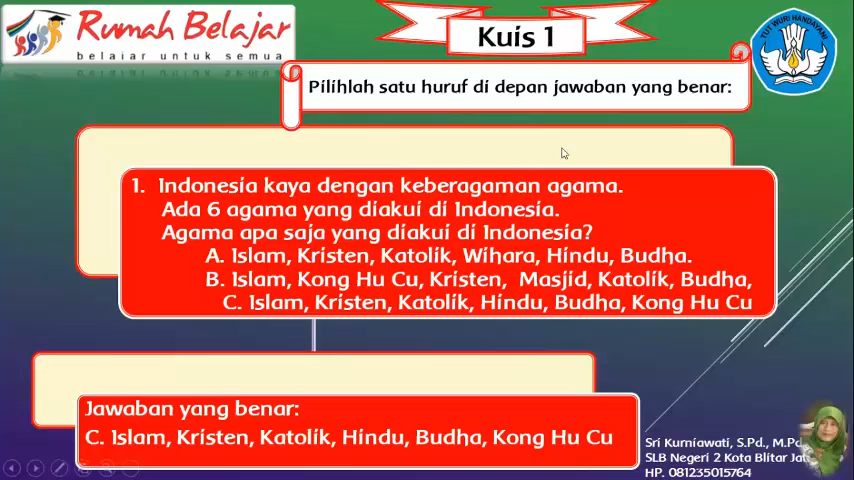 Rumah Belajar
belajar untuk semua
Kuis 1
TUT WURI HANDAYANI
Pilihlah satu huruf di depan jawaban yang benar:
1. Indonesia kaya dengan keberagaman agama.
Ada 6 agama yang diakui di Indonesia.
Agama apa saja yang diakui di Indonesia?
A. Islam, Kristen, Katolik, Wihara, Hindu, Budha.
B. Islam, Kong Hu Cu, Kristen, Masjid, Katolik, Budha,
C. Islam, Kristen, Katolik, Hindu, Budha, Kong Hu Cu
Jawaban yang benar:
C. Islam, Kristen, Katolik, Hindu, Budha, Kong Hu Cu
Sri Kurniawati, S.Pd., M.Pd
SLB Negeri 2 Kota Blitar
HP. 081235015764